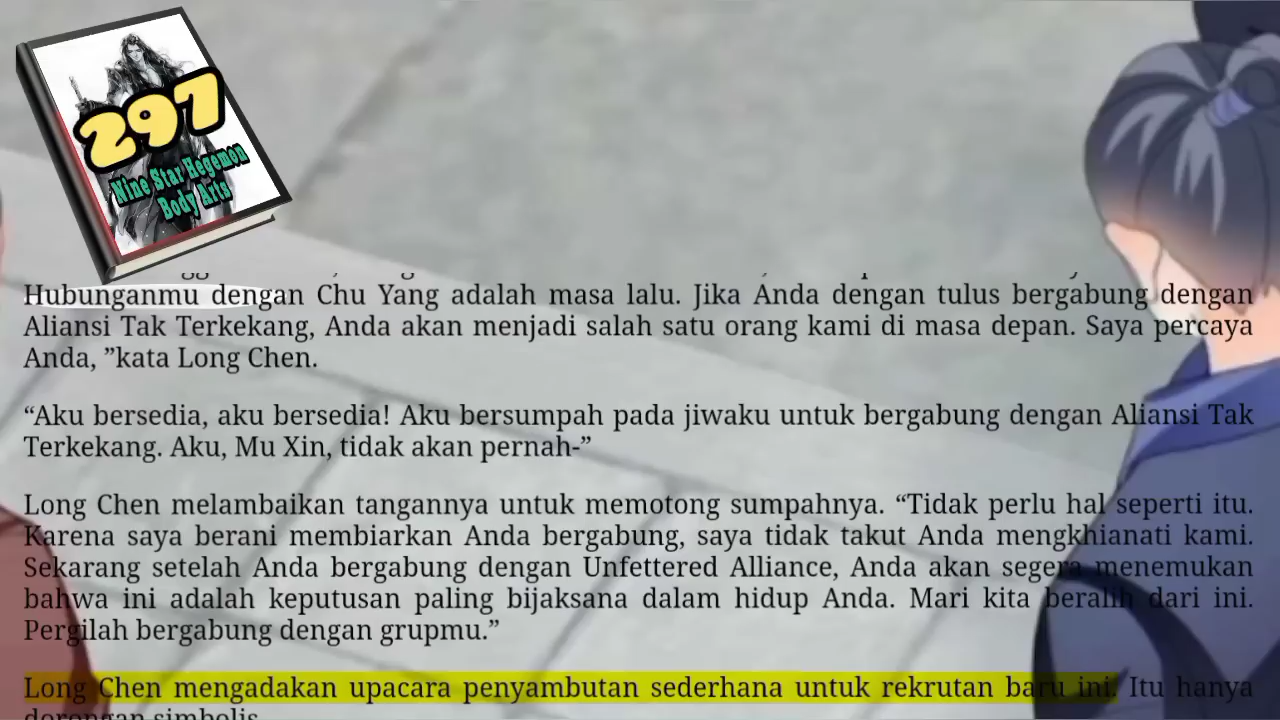 297
Nine Star Hegemon
Body Arts
Hubunganmu dengan Chu Yang adalah masa lalu. Jika Anda dengan tulus bergabung dengan
Aliansi Tak Terkekang, Anda akan menjadi salah satu orang kami di masa depan. Saya percaya
Anda, ”kata Long Chen.
“Aku bersedia, aku bersedia! Aku bersumpah pada jiwaku untuk bergabung dengan Aliansi Tak
Terkekang. Aku, Mu Xin, tidak akan pernah-”
Long Chen melambaikan tangannya untuk memotong sumpahnya. “Tidak perlu hal seperti itu.
Karena saya berani membiarkan Anda bergabung, saya tidak takut Anda mengkhianati kami.
Sekarang setelah Anda bergabung dengan Unfettered Alliance, Anda akan segera menemukan
bahwa ini adalah keputusan paling bijaksana dalam hidup Anda. Mari kita beralih dari ini.
Pergilah bergabung dengan grupmu.”
Long Chen mengadakan upacara penyambutan sederhana untuk rekrutan baru ini. Itu hanya
dorongan simbolis.